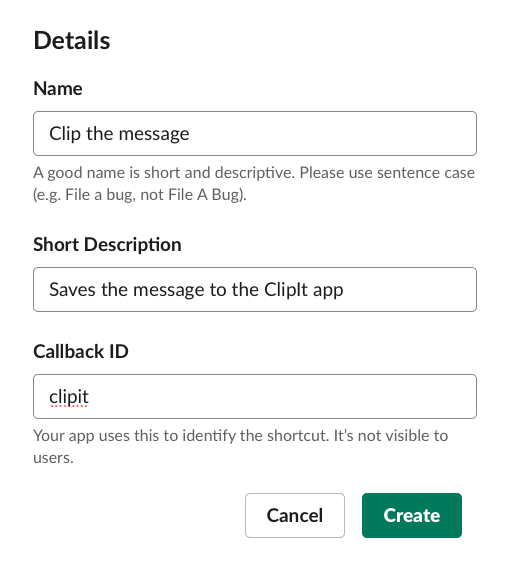 Details
Name
Clip the message
A good name is short and descriptive. Please use sentence case
(e.g. File a bug, not File A Bug).
Short Description
Saves the message to the ClipIt app
Callback ID
clipit
Your app uses this to identify the shortcut. It's not visible to
users.
Cancel
Create